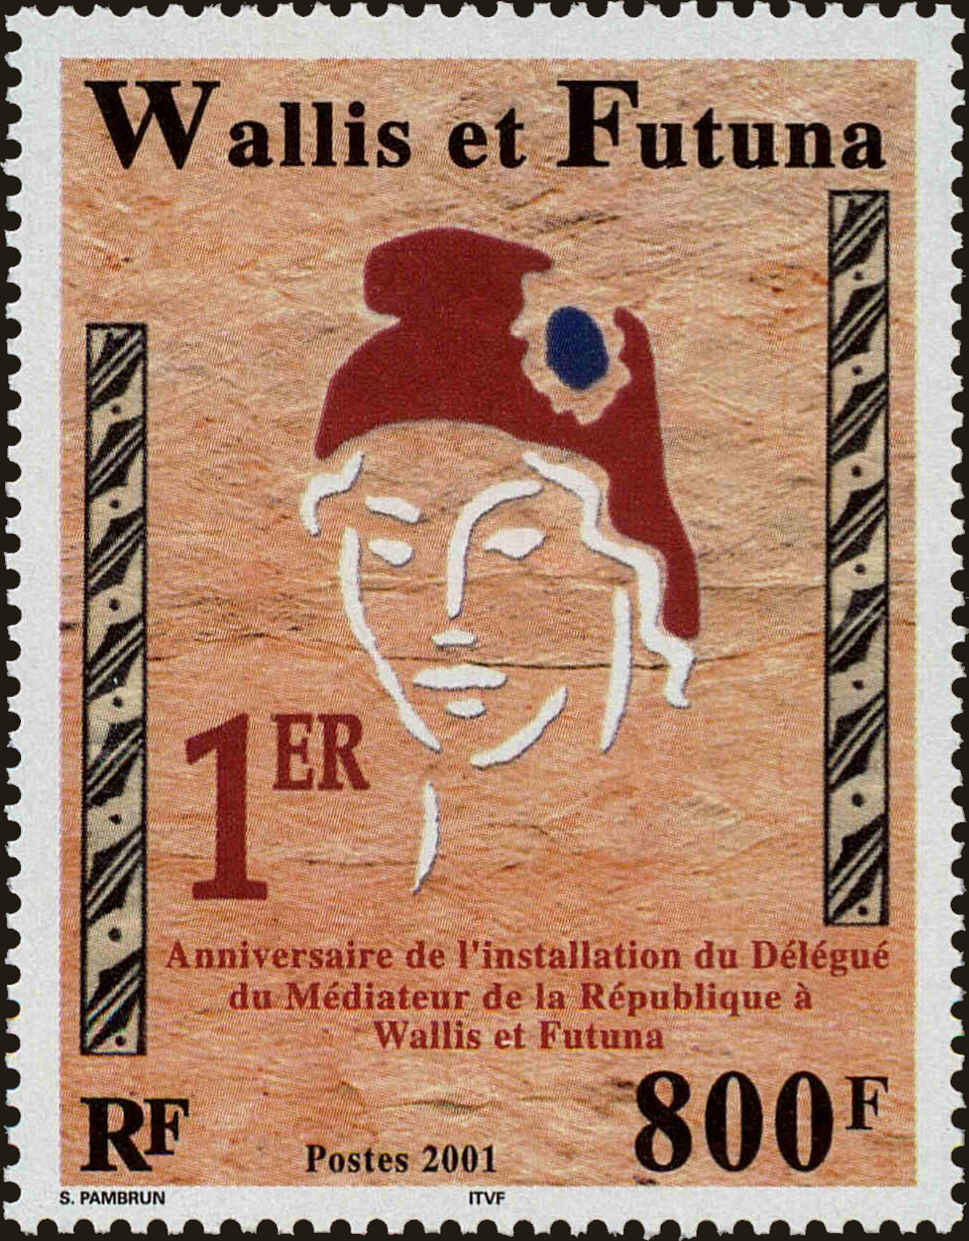 Wallis et Futuna
1ER
Anniversaire de l'installation du Délégué
du Médiateur de la République à
Wallis et Futuna
RF
Postes 2001
800F
S. PAMBRUN
ITVF